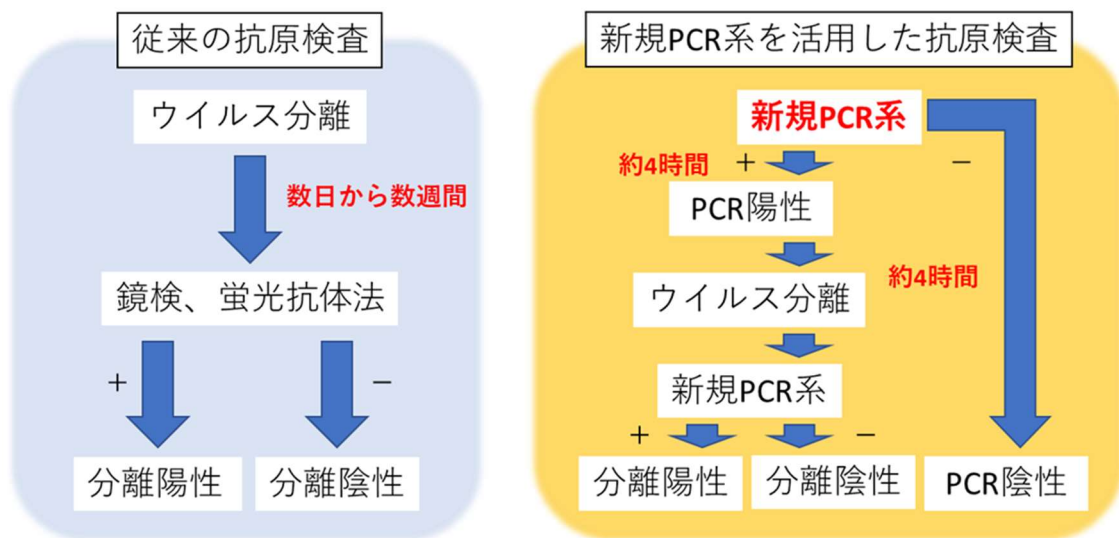 従来の抗原検査
ウイルス分離
数日から数週間
鏡検、蛍光抗体法
+
−
分離陽性
分離陰性
新規PCR系を活用した抗原検査
新規PCR系
約4時間
+
−
PCR陽性
約4時間
ウイルス分離
新規PCR系
+
−
分離陽性
分離陰性
PCR陰性